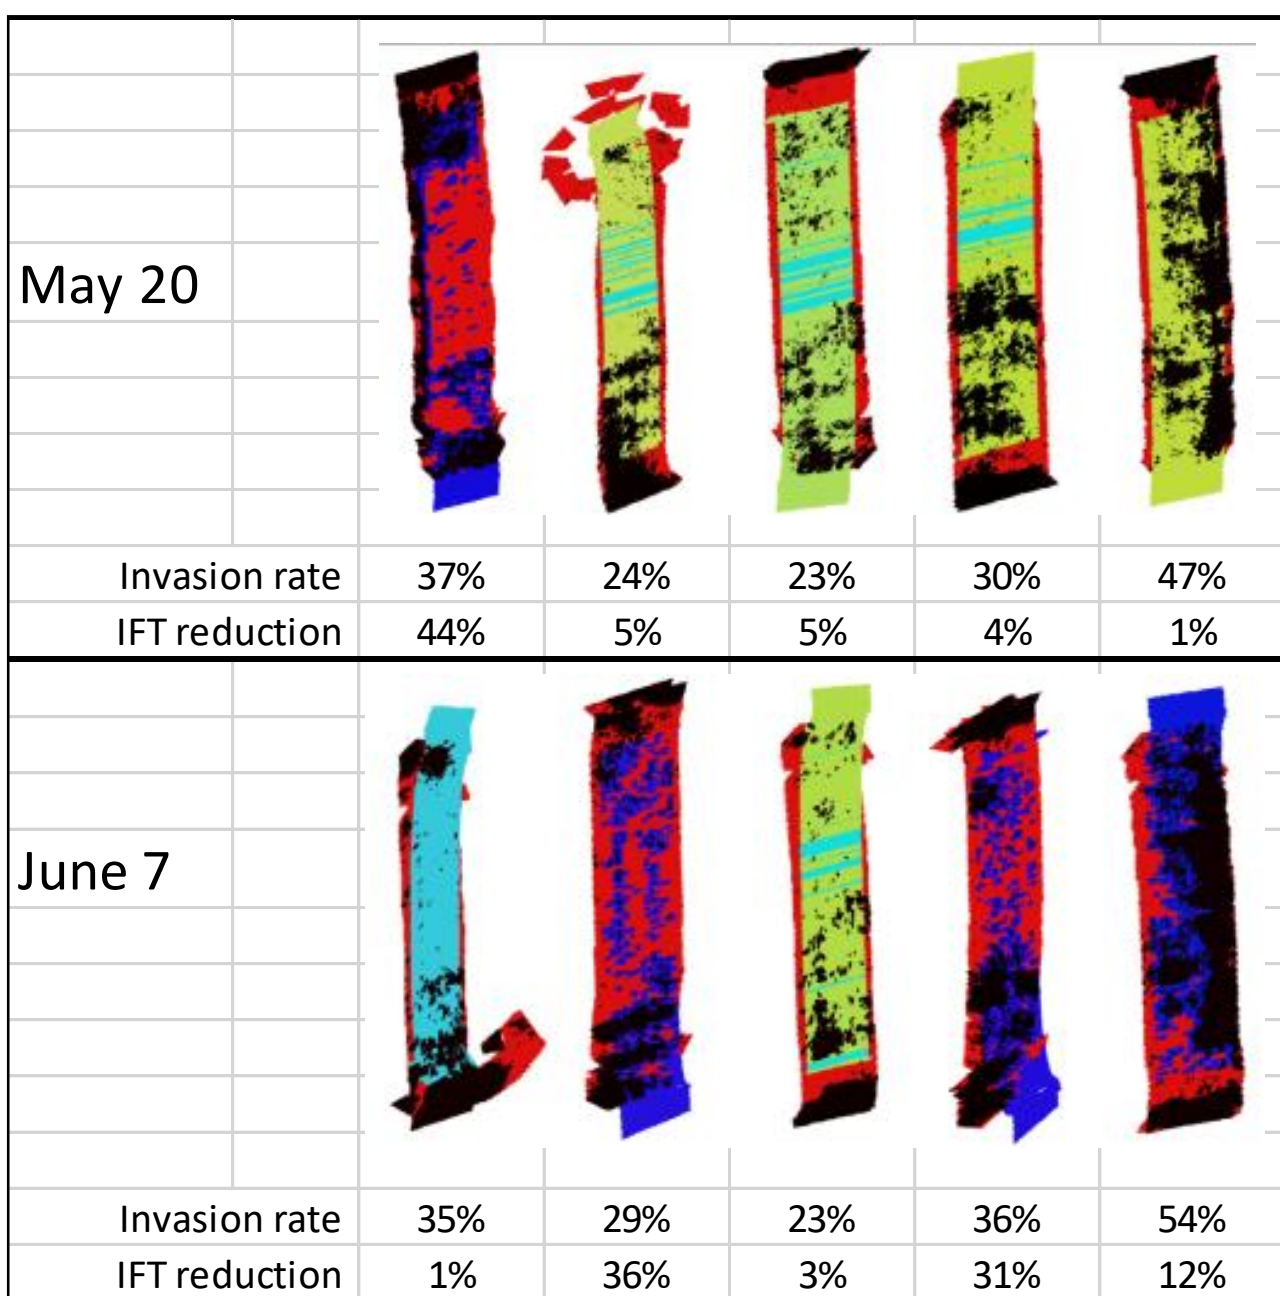 May 20
Invasion rate 37% 24% 23% 30% 47%
IFT reduction 44% 5% 5% 4% 1%
June 7
Invasion rate 35% 29% 23% 36% 54%
IFT reduction 1% 36% 3% 31% 12%